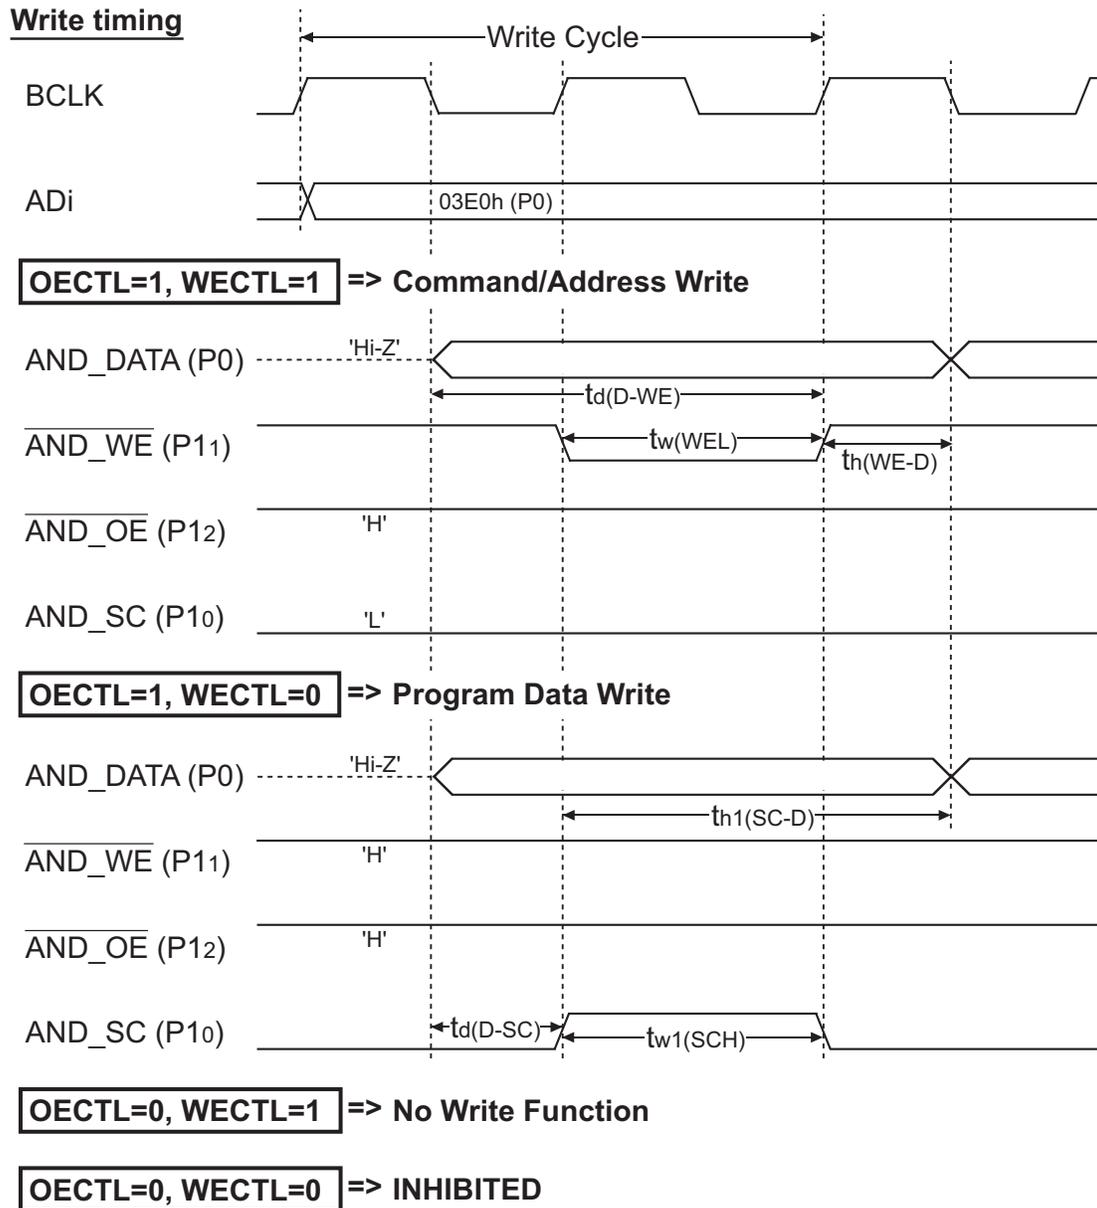 Write timing
Write Cycle
BCLK
ADi
03E0h (P0)
OECTL=1, WECTL=1 => Command/Address Write
AND_DATA (P0) 'Hi-Z'
td(D-WE)
AND_WE (P11) tw(WEL)
th(WE-D)
AND_OE (P12) 'H'
AND_SC (P10) 'L'
OECTL=1, WECTL=0 => Program Data Write
AND_DATA (P0) 'Hi-Z'
th1(SC-D)
AND_WE (P11) 'H'
AND_OE (P12) 'H'
AND_SC (P10) td(D-SC) tw1(SCH)
OECTL=0, WECTL=1 => No Write Function
OECTL=0, WECTL=0 => INHIBITED